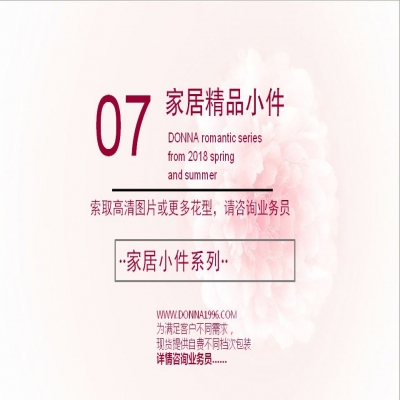 07
家居精品小件
DONNA romantic series
from 2018 spring
and summer
索取高清图片或更多花型，请咨询业务员
··家居小件系列··
WWW.DONNA1996.COM
为满足客户不同需求，
现货提供自费不同档次包装
详情咨询业务员......